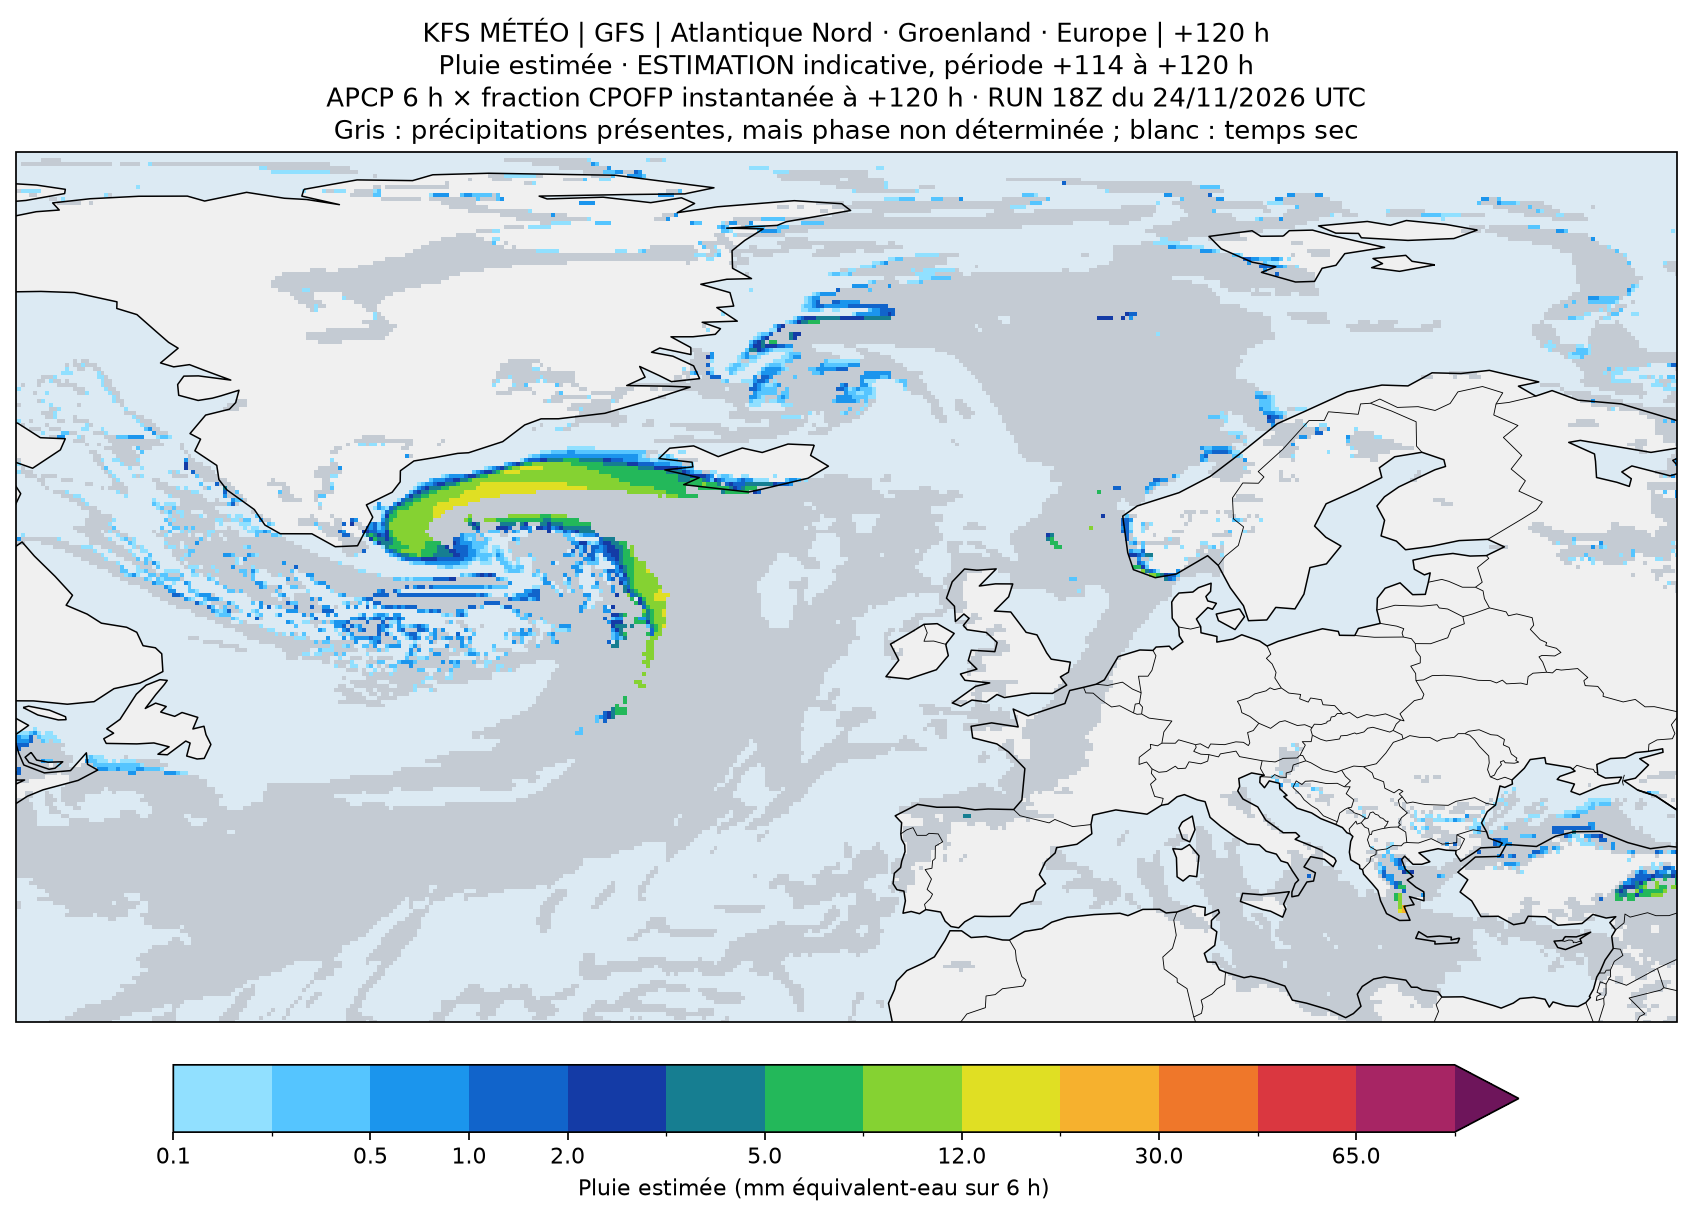 KFS MÉTÉO | GFS | Atlantique Nord · Groenland · Europe | +120 h
Pluie estimée · ESTIMATION indicative, période +114 à +120 h
APCP 6 h × fraction CPOFP instantanée à +120 h · RUN 18Z du 24/11/2026 UTC
Gris : précipitations présentes, mais phase non déterminée ; blanc : temps sec
0.1 0.5 1.0 2.0 5.0 12.0 30.0 65.0
Pluie estimée (mm équivalent-eau sur 6 h)